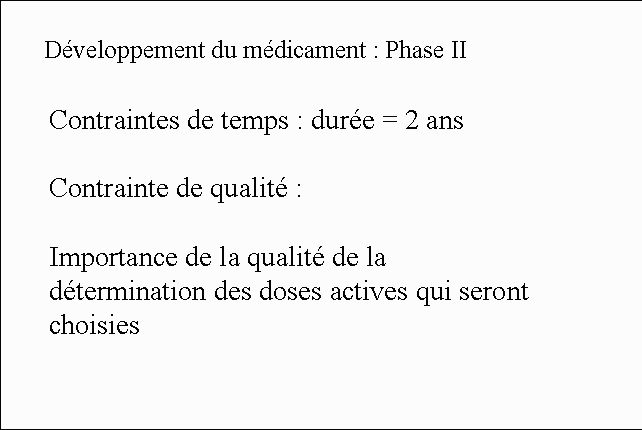 Développement du médicament : Phase II
Contraintes de temps : durée = 2 ans
Contrainte de qualité :
Importance de la qualité de la
détermination des doses actives qui seront
choisies